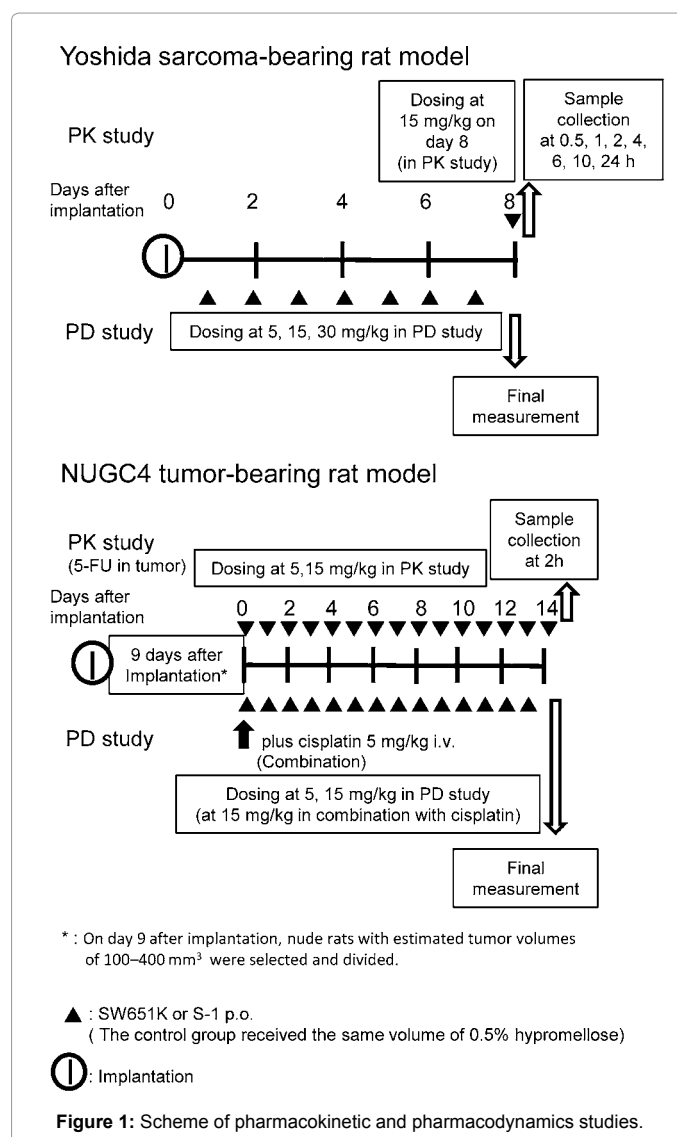 Yoshida sarcoma-bearing rat model
PK study
Dosing at
15 mg/kg on
day 8
(in PK study)
Sample
collection
at 0.5, 1, 2, 4,
6, 10, 24 h
Days after
implantation
0 2 4 6 8
PD study
Dosing at 5, 15, 30 mg/kg in PD study
Final
measurement
NUGC4 tumor-bearing rat model
PK study
(5-FU in tumor)
Dosing at 5,15 mg/kg in PK study
Sample
collection
at 2h
Days after
implantation
0 2 4 6 8 10 12 14
9 days after
Implantation*
PD study
plus cisplatin 5 mg/kg i.v.
(Combination)
Dosing at 5, 15 mg/kg in PD study
(at 15 mg/kg in combination with cisplatin)
Final
measurement
* : On day 9 after implantation, nude rats with estimated tumor volumes
of 100–400 mm³ were selected and divided.
▲ : SW651K or S-1 p.o.
( The control group received the same volume of 0.5% hypromellose)
: Implantation
Figure 1: Scheme of pharmacokinetic and pharmacodynamics studies.